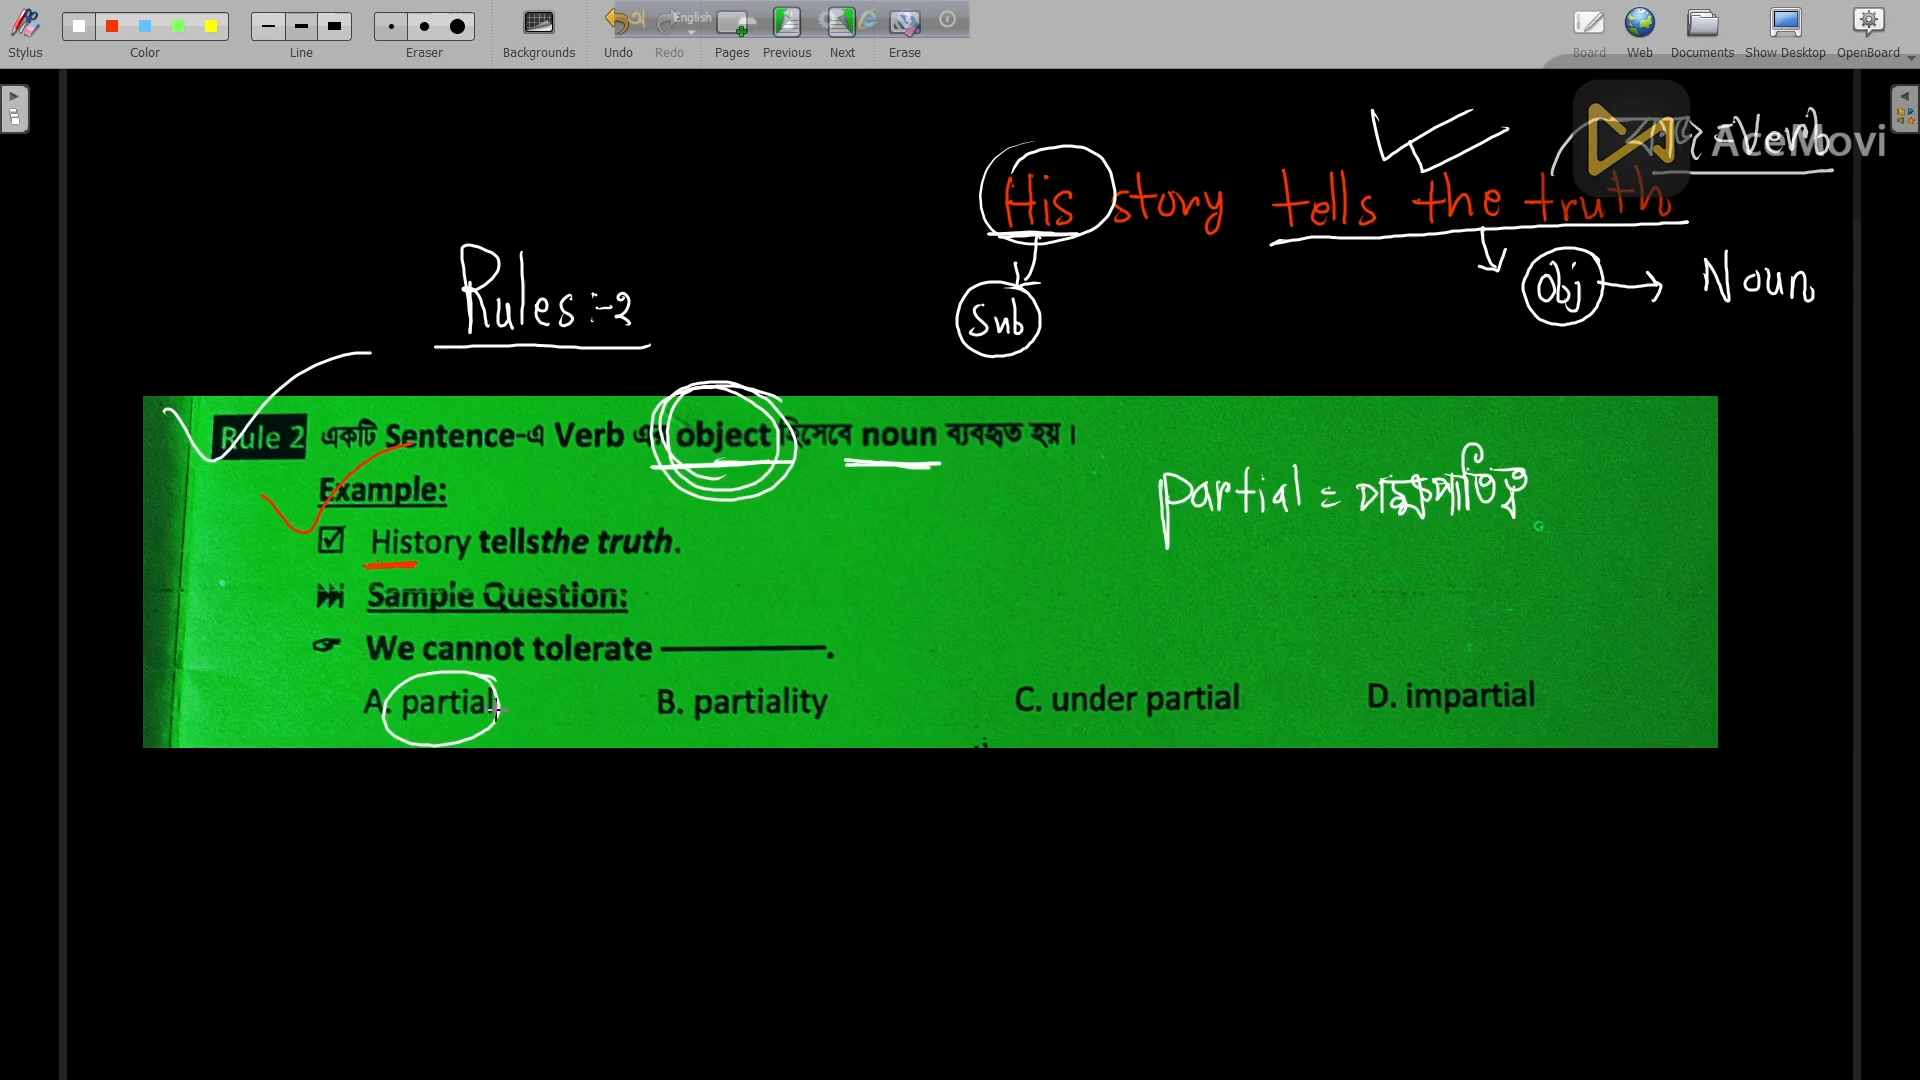 Stylus Color Line Eraser Backgrounds Undo Redo Pages Previous Next Erase Board Web Documents Show Desktop OpenBoard
English
AceMovi
Verb
His story tells the truth
Sub
Obj → Noun
Rules :-2
Rule 2 একটি Sentence-এ Verb এর object হিসেবে noun ব্যবহৃত হয়।
Example:
History tellsthe truth.
partial = পক্ষপাতিত্ব
Sample Question:
We cannot tolerate ————.
A. partial B. partiality C. under partial D. impartial